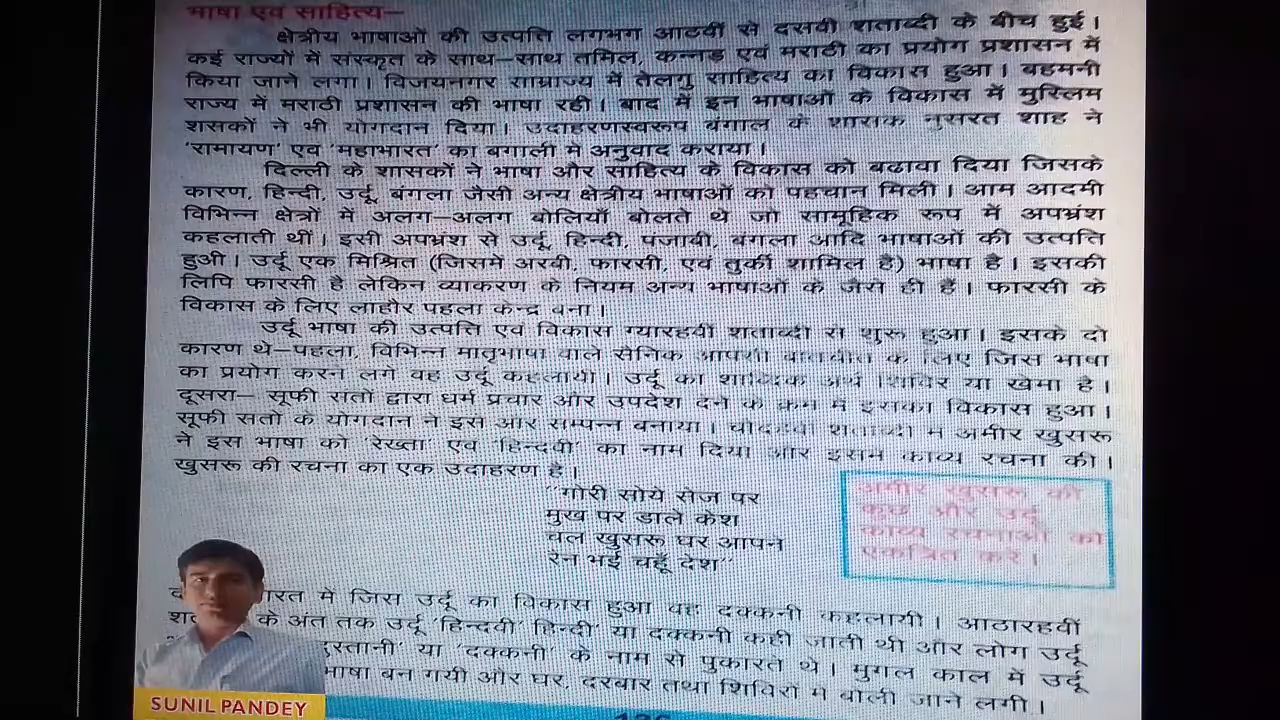 भाषा एवं साहित्य–
क्षेत्रीय भाषाओं की उत्पति लगभग आठवीं से दसवी शताब्दी के बीच हुई।
कई राज्यों में संस्कृत के साथ–साथ तमिल, कन्नड़ एवं मराठी का प्रयोग प्रशासन में
किया जाने लगा। विजयनगर साम्राज्य में तेलगु साहित्य का विकास हुआ। बहमनी
राज्य में मराठी प्रशासन की भाषा रही। बाद में इन भाषाओं के विकास में मुस्लिम
शसकों ने भी योगदान दिया। उदाहरणस्वरूप बंगाल के शासक नुसरत शाह ने
'रामायण' एवं 'महाभारत' का बंगाली में अनुवाद कराया।
दिल्ली के शासकों ने भाषा और साहित्य के विकास को बढावा दिया जिसके
कारण, हिन्दी, उर्दू, बंगला जैसी अन्य क्षेत्रीय भाषाओं को पहचान मिली। आम आदमी
विभिन्न क्षेत्रों में अलग–अलग बोलियाँ बोलते थे जो सामूहिक रूप में अपभ्रंश
कहलाती थीं। इसी अपभ्रंश से उर्दू, हिन्दी, पंजाबी, बंगला आदि भाषाओं की उत्पति
हुअी। उर्दू एक मिश्रित (जिसमें अरबी, फारसी, एवं तुर्की शामिल है) भाषा है। इसकी
लिपि फारसी है लेकिन व्याकरण के नियम अन्य भाषाओं के जैसे ही हैं। फारसी के
विकास के लिए लाहौर पहला केन्द्र बना।
उर्दू भाषा की उत्पति एवं विकास ग्यारहवी शताब्दी से शुरू हुआ। इसके दो
कारण थे–पहला, विभिन्न मातृभाषा वाले सैनिक आपसी बातचीत के लिए जिस भाषा
का प्रयोग करने लगे वह उर्दू कहलायी। उर्दू का शाब्दिक अर्थ शिविर या खेमा है।
दूसरा– सूफी संतों द्वारा धर्म प्रचार और उपदेश देने के क्रम में इसका विकास हुआ।
सूफी संतों के योगदान ने इसे और सम्पन्न बनाया। चौदहवी शताब्दी में अमीर खुसरू
ने इस भाषा को 'रेख्ता' एवं 'हिन्दवी' का नाम दिया और इसमें काव्य रचना की।
खुसरू की रचना का एक उदाहरण है।
"गोरी सोये सेज पर
मुख पर डाले केश
चल खुसरू घर आपन
रैन भई चहूँ देश"
अमीर खुसरू की
कुछ और उर्दू
काव्य रचनाओं को
एकत्रित करें।
में जिस उर्दू का विकास हुआ वह दक्कनी कहलायी। आठारहवीं
के अंत तक उर्दू 'हिन्दवी' हिन्दी' या दक्कनी कही जाती थी और लोग उर्दू
या 'दक्कनी' के नाम से पुकारते थे। मुगल काल में उर्दू
भाषा बन गयी और घर, दरबार तथा शिविरों में बोली जाने लगी।
SUNIL PANDEY